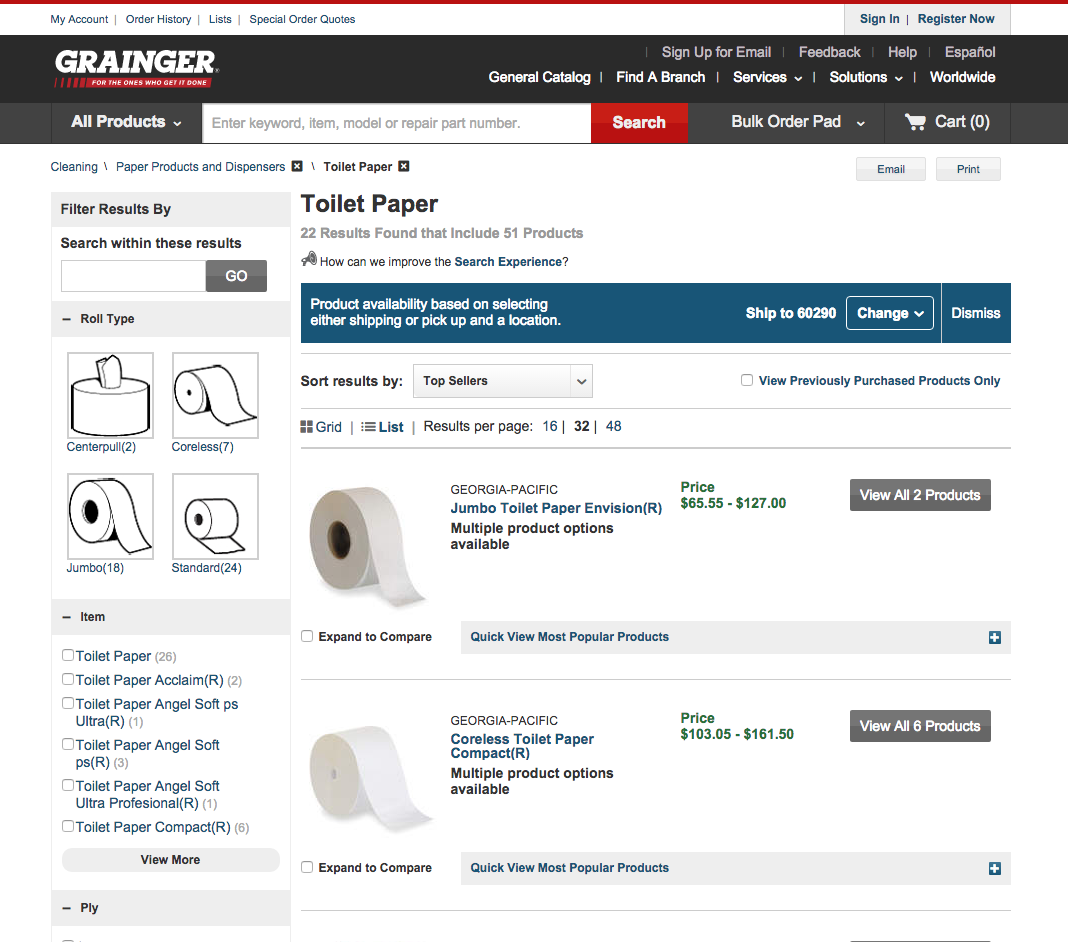 My Account | Order History | Lists | Special Order Quotes
Sign In | Register Now
GRAINGER
FOR THE ONES WHO GET IT DONE
| Sign Up for Email | Feedback | Help | Español
General Catalog | Find A Branch | Services | Solutions | Worldwide
All Products
Enter keyword, item, model or repair part number.
Search
Bulk Order Pad
Cart (0)
Cleaning \ Paper Products and Dispensers \ Toilet Paper
Email
Print
Filter Results By
Search within these results
GO
– Roll Type
Centerpull(2)
Coreless(7)
Jumbo(18)
Standard(24)
– Item
Toilet Paper (26)
Toilet Paper Acclaim(R) (2)
Toilet Paper Angel Soft ps
Ultra(R) (1)
Toilet Paper Angel Soft
ps(R) (3)
Toilet Paper Angel Soft
Ultra Profesional(R) (1)
Toilet Paper Compact(R) (6)
View More
– Ply
Toilet Paper
22 Results Found that Include 51 Products
How can we improve the Search Experience?
Product availability based on selecting
either shipping or pick up and a location.
Ship to 60290
Change
Dismiss
Sort results by:
Top Sellers
View Previously Purchased Products Only
Grid | List | Results per page: 16 | 32 | 48
GEORGIA-PACIFIC
Jumbo Toilet Paper Envision(R)
Multiple product options
available
Price
$65.55 - $127.00
View All 2 Products
Expand to Compare
Quick View Most Popular Products
GEORGIA-PACIFIC
Coreless Toilet Paper
Compact(R)
Multiple product options
available
Price
$103.05 - $161.50
View All 6 Products
Expand to Compare
Quick View Most Popular Products